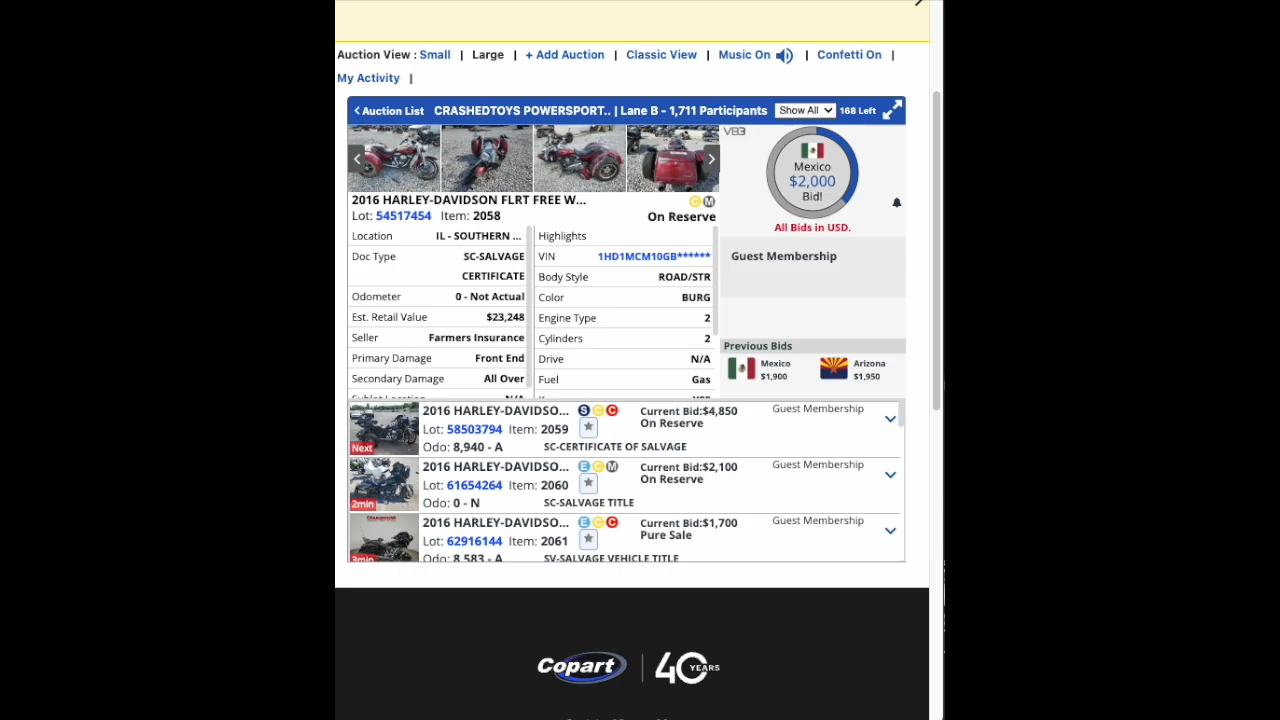 Auction View : Small | Large | + Add Auction | Classic View | Music On | Confetti On |
My Activity |
Auction List CRASHEDTOYS POWERSPORT.. | Lane B - 1,711 Participants Show All 168 Left
VB3
Mexico
$2,000
Bid!
All Bids in USD.
2016 HARLEY-DAVIDSON FLRT FREE W... C M
Lot: 54517454 Item: 2058 On Reserve
Location IL - SOUTHERN ...
Doc Type SC-SALVAGE
CERTIFICATE
Odometer 0 - Not Actual
Est. Retail Value $23,248
Seller Farmers Insurance
Primary Damage Front End
Secondary Damage All Over
Highlights
VIN 1HD1MCM10GB******
Body Style ROAD/STR
Color BURG
Engine Type 2
Cylinders 2
Drive N/A
Fuel Gas
Guest Membership
Previous Bids
Mexico
$1,900
Arizona
$1,950
2016 HARLEY-DAVIDSO... S C C Current Bid:$4,850 Guest Membership
Lot: 58503794 Item: 2059 On Reserve
Next Odo: 8,940 - A SC-CERTIFICATE OF SALVAGE
2016 HARLEY-DAVIDSO... E C M Current Bid:$2,100 Guest Membership
Lot: 61654264 Item: 2060 On Reserve
2min Odo: 0 - N SC-SALVAGE TITLE
2016 HARLEY-DAVIDSO... E C C Current Bid:$1,700 Guest Membership
Lot: 62916144 Item: 2061 Pure Sale
3min Odo: 8,583 - A SV-SALVAGE VEHICLE TITLE
Copart | 40 YEARS